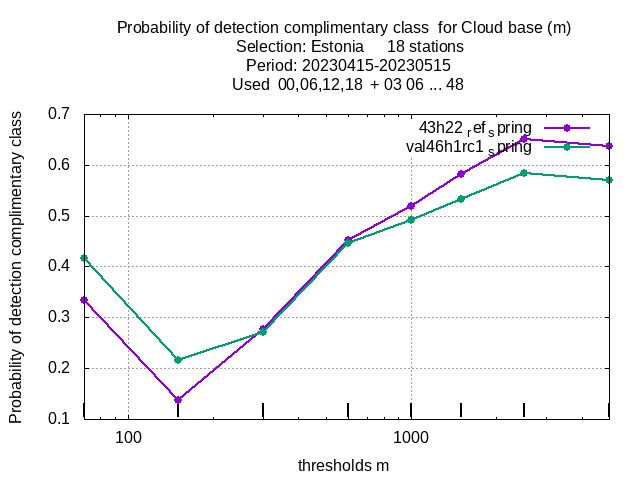 Probability of detection complimentary class  for Cloud base (m)
Selection: Estonia     18 stations
Period: 20230415-20230515
Used  00,06,12,18  + 03 06 ... 48
0.7
43h22 ref spring
val46h1rc1 spring
0.6
0.5
0.4
0.3
0.2
0.1
Probability of detection complimentary class
100
1000
thresholds m